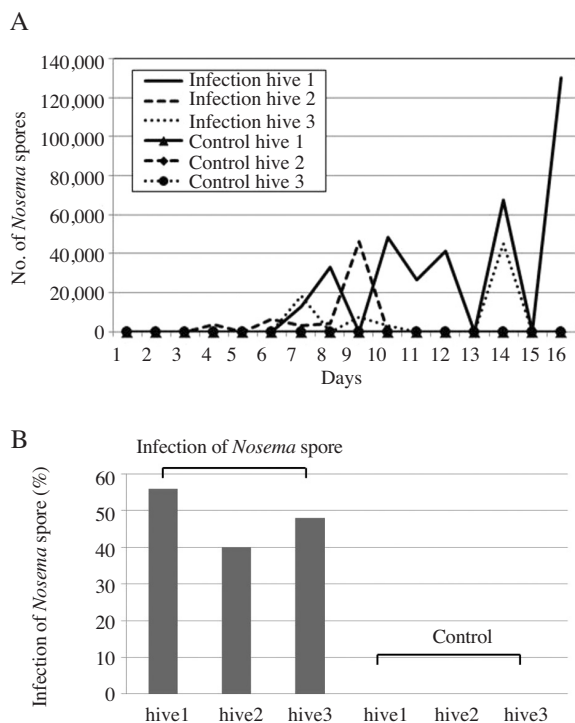 A
No. of Nosema spores
140,000
120,000
100,000
80,000
60,000
40,000
20,000
0
Infection hive 1
Infection hive 2
Infection hive 3
Control hive 1
Control hive 2
Control hive 3
1 2 3 4 5 6 7 8 9 10 11 12 13 14 15 16
Days
B
Infection of Nosema spore
Infection of Nosema spore (%)
60
50
40
30
20
10
0
Control
hive1 hive2 hive3 hive1 hive2 hive3